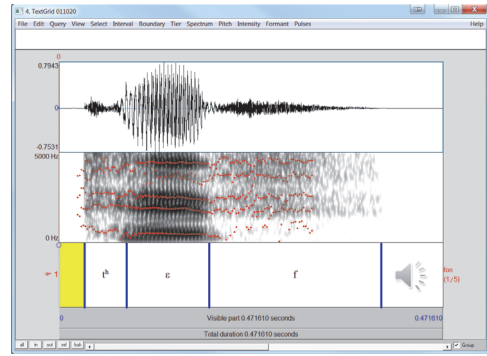 4. TextGrid 011020
File Edit Query View Select Interval Boundary Tier Spectrum Pitch Intensity Formant Pulses Help
0
0.7943
0
-0.7531
5000 Hz
0 Hz
1 tʰ ɛ f fon
(1/5)
0 Visible part 0.471610 seconds 0.471610
Total duration 0.471610 seconds
all in out sel bak Group